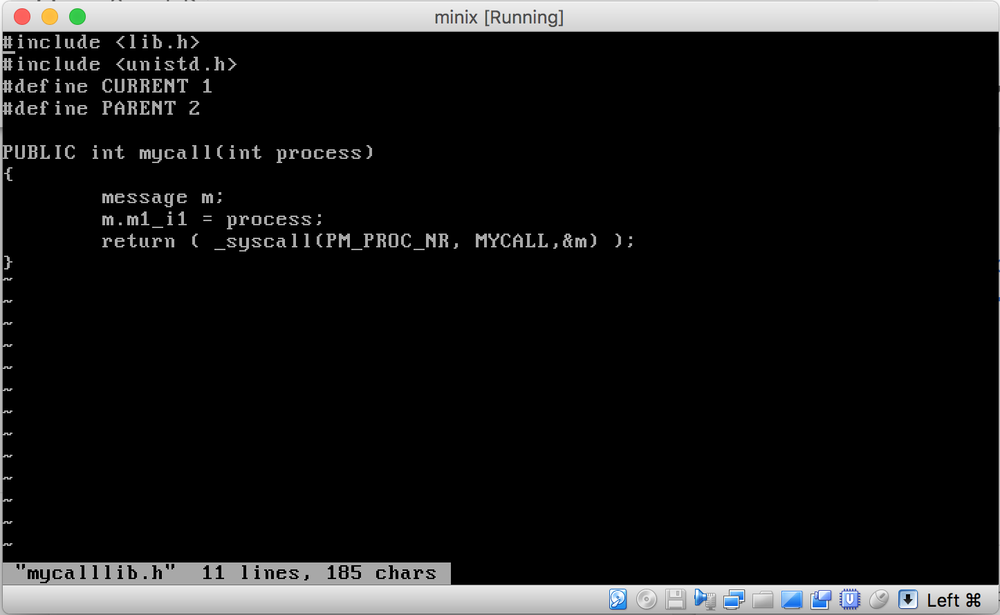 minix [Running]
#include <lib.h>
#include <unistd.h>
#define CURRENT 1
#define PARENT 2

PUBLIC int mycall(int process)
{
        message m;
        m.m1_i1 = process;
        return ( _syscall(PM_PROC_NR, MYCALL,&m) );
}
~
~
~
~
~
~
~
~
~
~
~
~
~
"mycalllib.h"  11 lines, 185 chars
Left ⌘